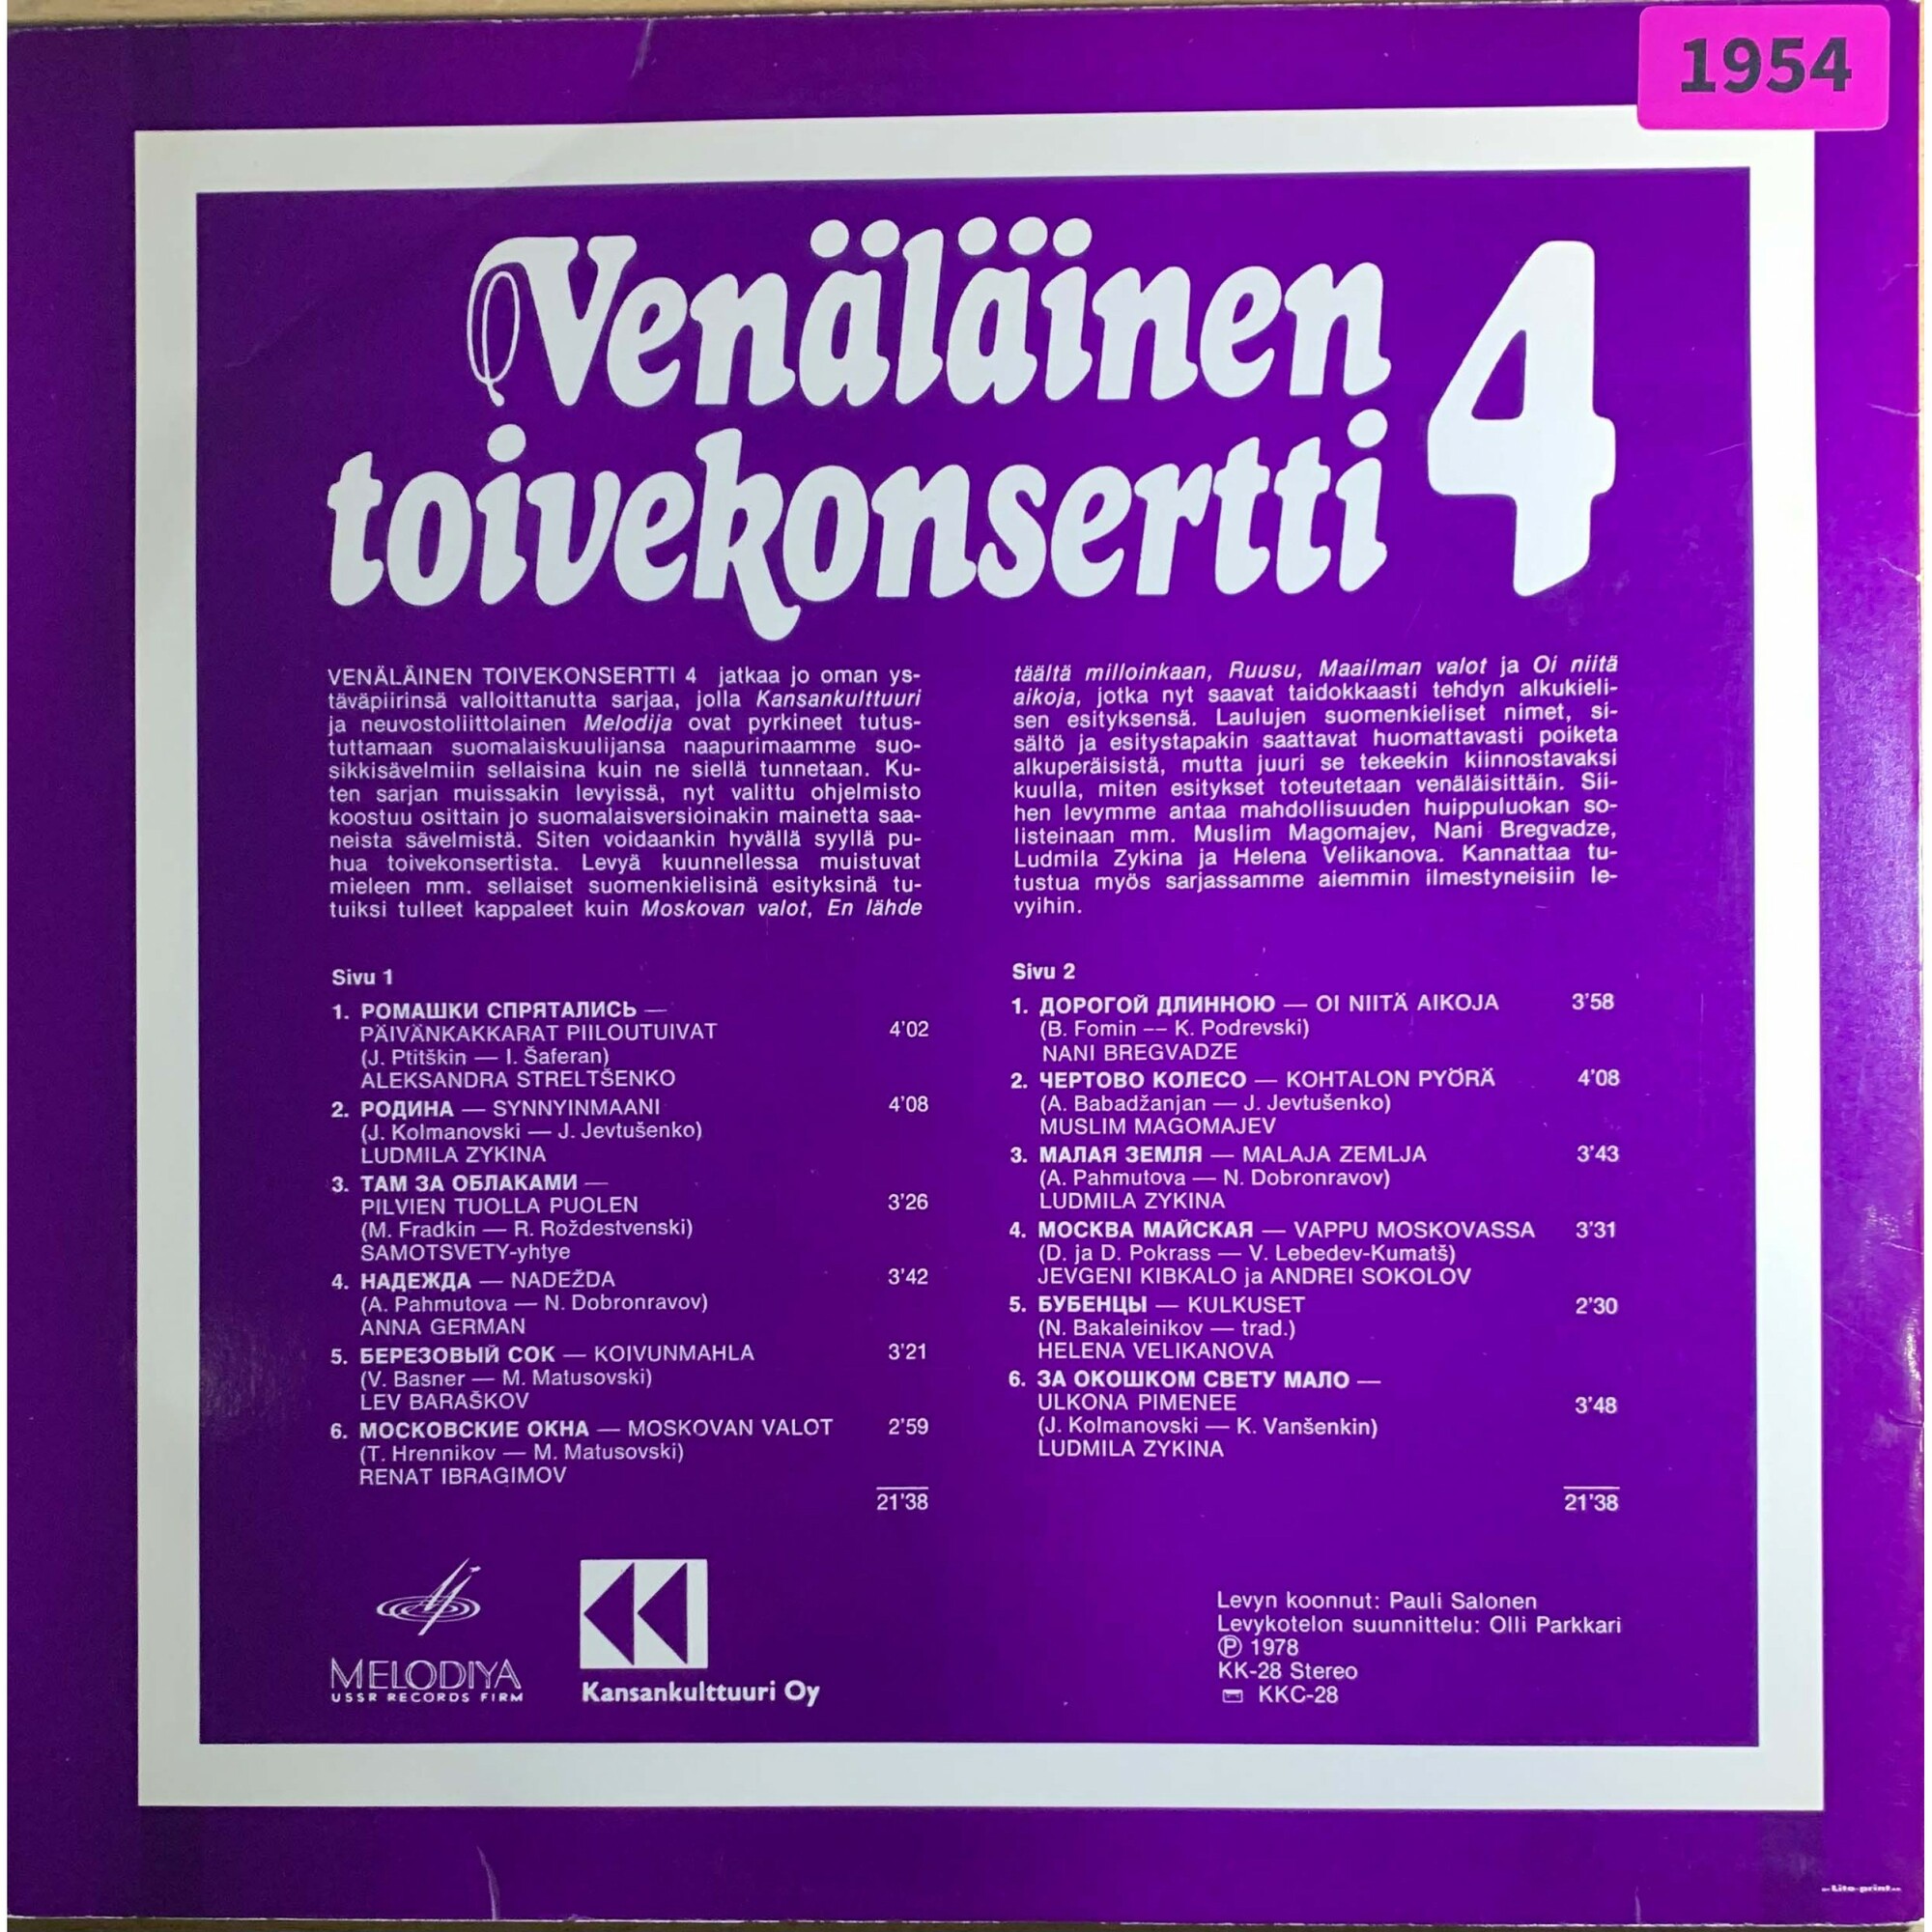 1954
Venäläinen
toivekonsertti 4
VENÄLÄINEN TOIVEKONSERTTI 4 jatkaa jo oman ys-
täväpiirinsä valloittanutta sarjaa, jolla Kansankulttuuri
ja neuvostoliittolainen Melodija ovat pyrkineet tutus-
tuttamaan suomalaiskuulijansa naapurimaamme suo-
sikkisävelmiin sellaisina kuin ne siellä tunnetaan. Ku-
ten sarjan muissakin levyissä, nyt valittu ohjelmisto
koostuu osittain jo suomalaisversioinakin mainetta saa-
neista sävelmistä. Siten voidaankin hyvällä syyllä pu-
hua toivekonsertista. Levyä kuunnellessa muistuvat
mieleen mm. sellaiset suomenkielisinä esityksinä tu-
tuiksi tulleet kappaleet kuin Moskovan valot, En lähde
täältä milloinkaan, Ruusu, Maailman valot ja Oi niitä
aikoja, jotka nyt saavat taidokkaasti tehdyn alkukieli-
sen esityksensä. Laulujen suomenkieliset nimet, si-
sältö ja esitystapakin saattavat huomattavasti poiketa
alkuperäisistä, mutta juuri se tekeekin kiinnostavaksi
kuulla, miten esitykset toteutetaan venäläisittäin. Sii-
hen levymme antaa mahdollisuuden huippuluokan so-
listeinaan mm. Muslim Magomajev, Nani Bregvadze,
Ludmila Zykina ja Helena Velikanova. Kannattaa tu-
tustua myös sarjassamme aiemmin ilmestyneisiin le-
vyihin.
Sivu 1
1. РОМАШКИ СПРЯТАЛИСЬ —
PÄIVÄNKAKKARAT PIILOUTUIVAT 4'02
(J. Ptitškin — I. Šaferan)
ALEKSANDRA STRELTŠENKO
2. РОДИНА — SYNNYINMAANI 4'08
(J. Kolmanovski — J. Jevtušenko)
LUDMILA ZYKINA
3. ТАМ ЗА ОБЛАКАМИ —
PILVIEN TUOLLA PUOLEN 3'26
(M. Fradkin — R. Roždestvenski)
SAMOTSVETY-yhtye
4. НАДЕЖДА — NADEŽDA 3'42
(A. Pahmutova — N. Dobronravov)
ANNA GERMAN
5. БЕРЕЗОВЫЙ СОК — KOIVUNMAHLA 3'21
(V. Basner — M. Matusovski)
LEV BARAŠKOV
6. МОСКОВСКИЕ ОКНА — MOSKOVAN VALOT 2'59
(T. Hrennikov — M. Matusovski)
RENAT IBRAGIMOV
21'38
Sivu 2
1. ДОРОГОЙ ДЛИННОЮ — OI NIITÄ AIKOJA 3'58
(B. Fomin –– K. Podrevski)
NANI BREGVADZE
2. ЧЕРТОВО КОЛЕСО — KOHTALON PYÖRÄ 4'08
(A. Babadžanjan — J. Jevtušenko)
MUSLIM MAGOMAJEV
3. МАЛАЯ ЗЕМЛЯ — MALAJA ZEMLJA 3'43
(A. Pahmutova — N. Dobronravov)
LUDMILA ZYKINA
4. МОСКВА МАЙСКАЯ — VAPPU MOSKOVASSA 3'31
(D. ja D. Pokrass — V. Lebedev-Kumatš)
JEVGENI KIBKALO ja ANDREI SOKOLOV
5. БУБЕНЦЫ — KULKUSET 2'30
(N. Bakaleinikov — trad.)
HELENA VELIKANOVA
6. ЗА ОКОШКОМ СВЕТУ МАЛО —
ULKONA PIMENEE 3'48
(J. Kolmanovski — K. Vanšenkin)
LUDMILA ZYKINA
21'38
MELODIYA
USSR RECORDS FIRM
Kansankulttuuri Oy
Levyn koonnut: Pauli Salonen
Levykotelon suunnittelu: Olli Parkkari
Ⓟ 1978
KK-28 Stereo
KKC-28
Lito-print